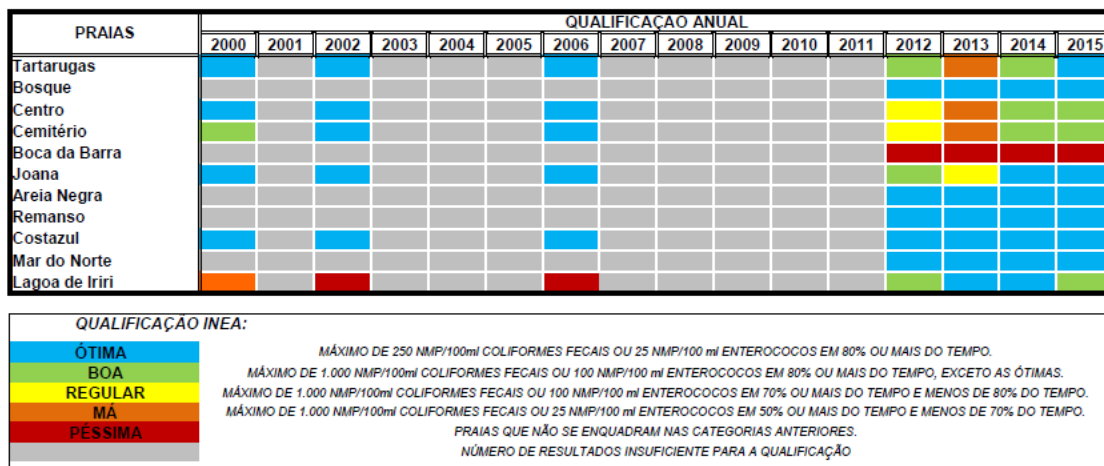 PRAIAS
QUALIFICAÇAO ANUAL
2000 2001 2002 2003 2004 2005 2006 2007 2008 2009 2010 2011 2012 2013 2014 2015
Tartarugas
Bosque
Centro
Cemitério
Boca da Barra
Joana
Areia Negra
Remanso
Costazul
Mar do Norte
Lagoa de Iriri
QUALIFICAÇÃO INEA:
ÓTIMA MÁXIMO DE 250 NMP/100ml COLIFORMES FECAIS OU 25 NMP/100 ml ENTEROCOCOS EM 80% OU MAIS DO TEMPO.
BOA MÁXIMO DE 1.000 NMP/100ml COLIFORMES FECAIS OU 100 NMP/100 ml ENTEROCOCOS EM 80% OU MAIS DO TEMPO, EXCETO AS ÓTIMAS.
REGULAR MÁXIMO DE 1.000 NMP/100ml COLIFORMES FECAIS OU 100 NMP/100 ml ENTEROCOCOS EM 70% OU MAIS DO TEMPO E MENOS DE 80% DO TEMPO.
MÁ MÁXIMO DE 1.000 NMP/100ml COLIFORMES FECAIS OU 25 NMP/100 ml ENTEROCOCOS EM 50% OU MAIS DO TEMPO E MENOS DE 70% DO TEMPO.
PÉSSIMA PRAIAS QUE NÃO SE ENQUADRAM NAS CATEGORIAS ANTERIORES.
NÚMERO DE RESULTADOS INSUFICIENTE PARA A QUALIFICAÇÃO